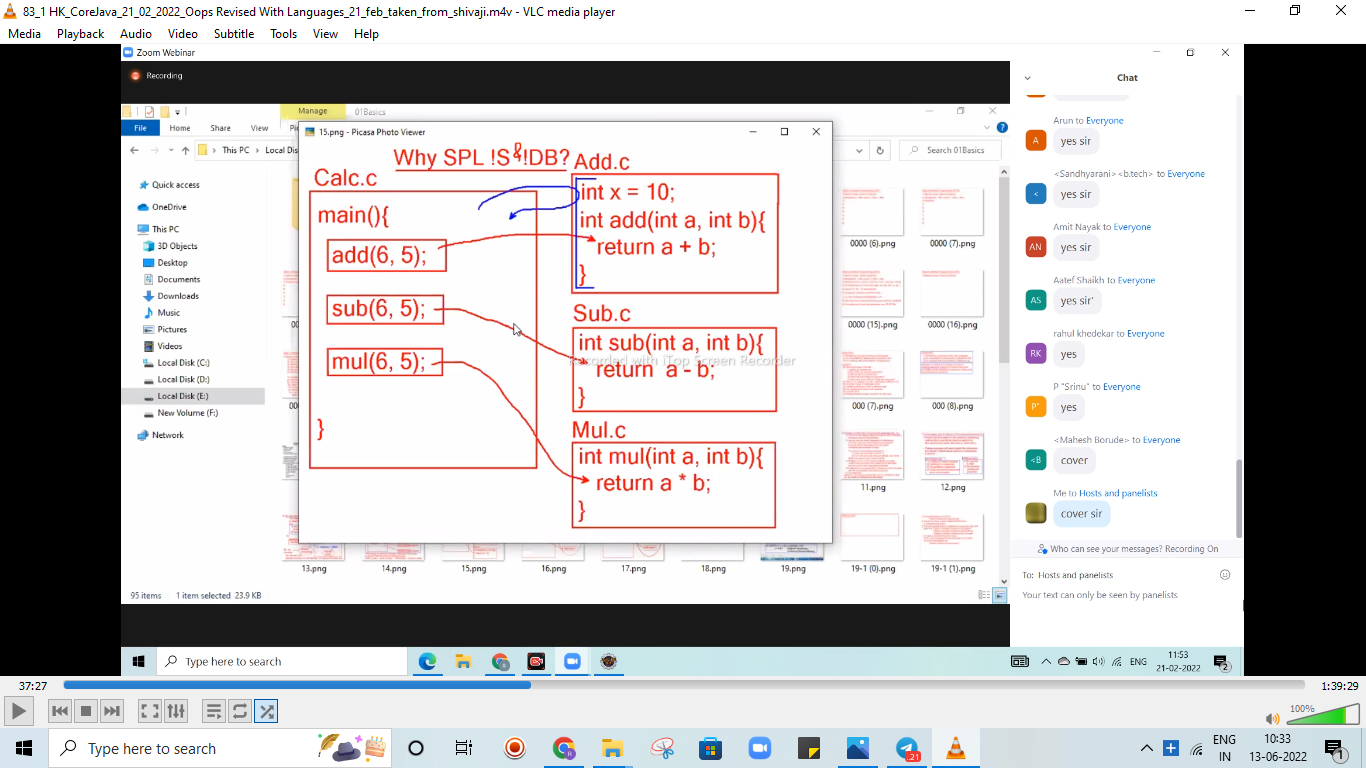 83_1 HK_CoreJava_21_02_2022_Oops Revised With Languages_21_feb_taken_from_shivaji.m4v - VLC media player
Media Playback Audio Video Subtitle Tools View Help
Zoom Webinar
Recording
Manage 01Basics
File Home Share View
This PC Local Dis
Search 01Basics
Quick access
OneDrive
This PC
3D Objects
Desktop
Documents
Downloads
Music
Pictures
Videos
Local Disk (C:)
Local Disk (D:)
Local Disk (E:)
New Volume (F:)
Network
15.png - Picasa Photo Viewer
Why SPL !S !DB?
Calc.c
main(){
add(6, 5);
sub(6, 5);
mul(6, 5);
}
Add.c
int x = 10;
int add(int a, int b){
return a + b;
}
Sub.c
int sub(int a, int b){
return a - b;
}
Mul.c
int mul(int a, int b){
return a * b;
}
Recorded with iTop Screen Recorder
0000 (6).png 0000 (7).png
000 (15).png 000 (16).png
000 (7).png 000 (8).png
11.png 12.png
13.png 14.png 15.png 16.png 17.png 18.png 19.png 19-1 (0).png 19-1 (1).png
95 items 1 item selected 23.9 KB
Chat
Arun to Everyone
A yes sir
<Sandhyarani> <b.tech> to Everyone
< yes sir
Amit Nayak to Everyone
AN yes sir
Aatef Shaikh to Everyone
AS yes sir'
rahul khedekar to Everyone
RK yes
P "Srinu" to Everyone
P" yes
<Mahesh Borude> to Everyone
<B cover
Me to Hosts and panelists
cover sir
Who can see your messages? Recording On
To: Hosts and panelists
Your text can only be seen by panelists
Type here to search
ENG
11:53
21-02-2022
2
37:27
1:39:29
100%
Type here to search
21
ENG
IN
10:33
13-06-2022
1